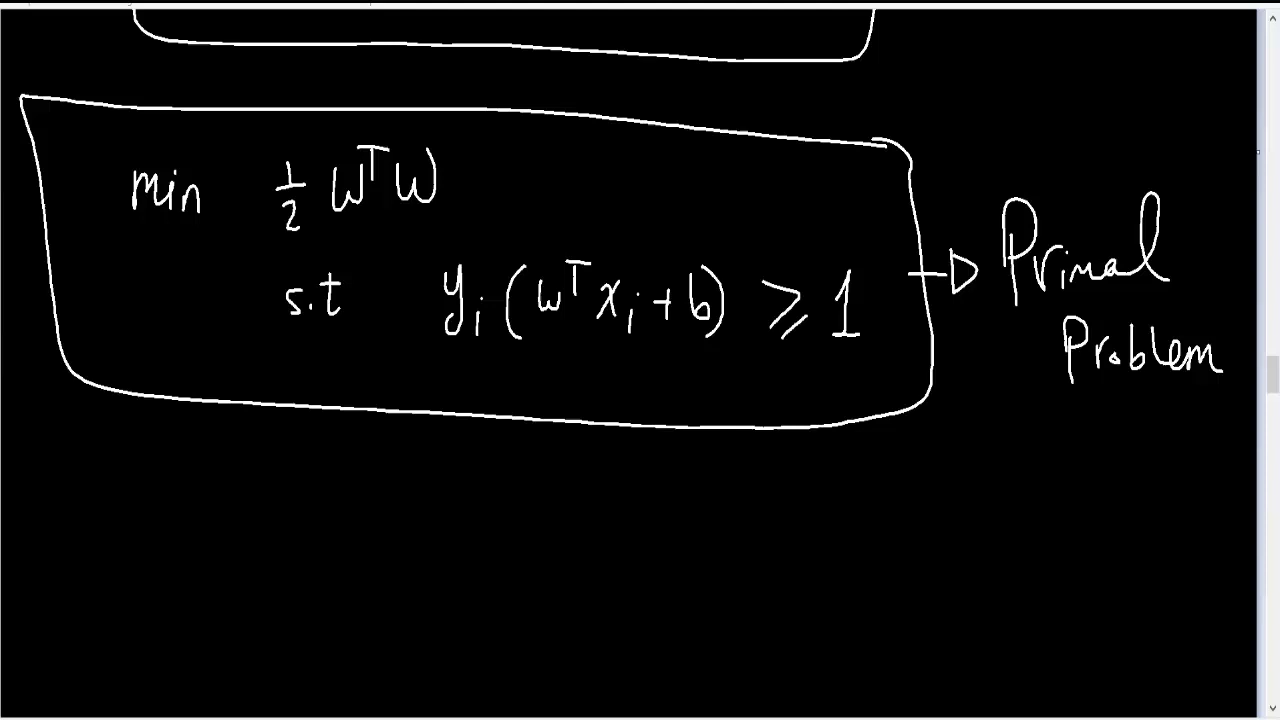 min ½ wᵀw
s.t yᵢ(wᵀxᵢ+b) ≥ 1
Primal
Problem